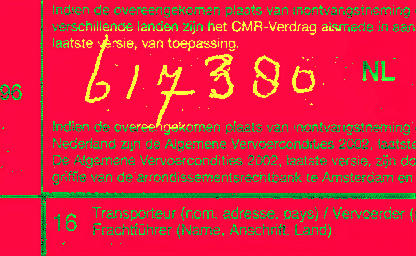 Indien de overeengekomen plaats van inontvangstneming
verschillende landen zijn het CMR-Verdrag alsmede in aan
laatste versie, van toepassing.
617380
NL
96
Indien de overeengekomen plaats van inontvangstneming
Nederland zijn de Algemene Vervoercondities 2002, laatste
De Algemene Vervoercondities 2002, laatste versie, zijn
griffie van de arrondissementsrechtbank te Amsterdam en
16 Transporteur (nom, adresse, pays) / Vervoerder (
Frachtführer (Name, Anschrift, Land)